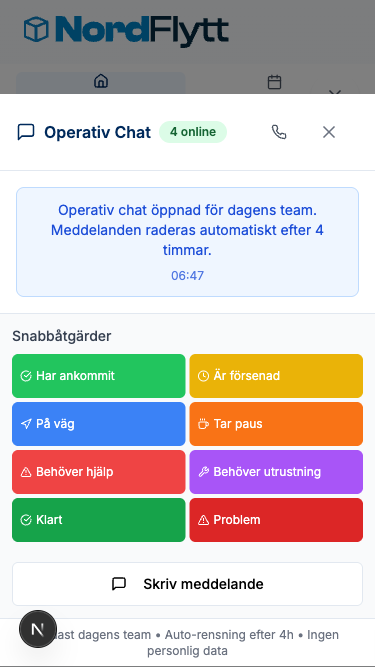 NordFlytt
Operativ Chat 4 online
Operativ chat öppnad för dagens team.
Meddelanden raderas automatiskt efter 4
timmar.
06:47
Snabbåtgärder
Har ankommit
Är försenad
På väg
Tar paus
Behöver hjälp
Behöver utrustning
Klart
Problem
Skriv meddelande
N
dagens team • Auto-rensning efter 4h • Ingen
personlig data